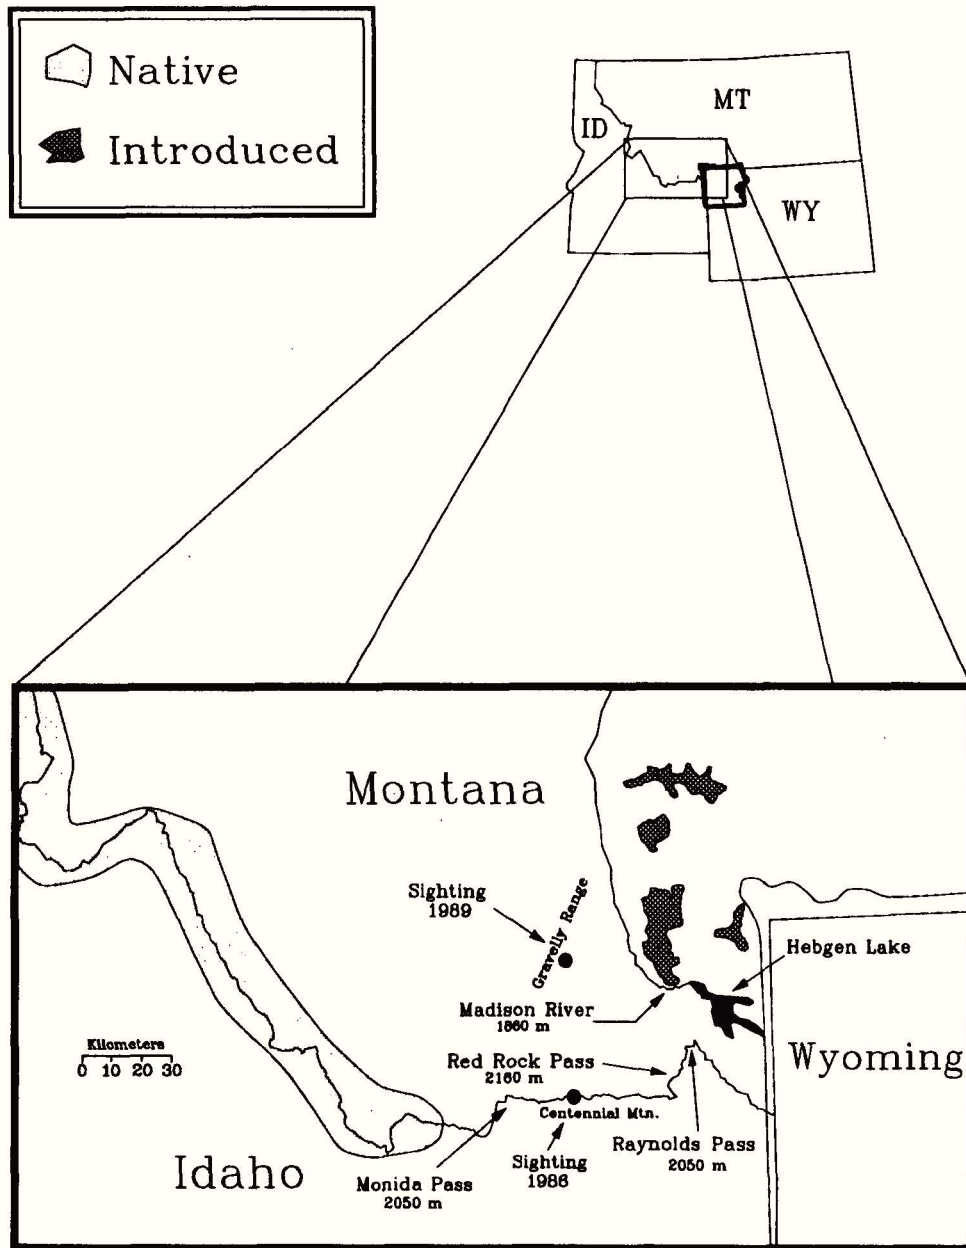 Native
Introduced
MT
ID
WY
Montana
Sighting
1989
Gravelly Range
Hebgen Lake
Madison River
1860 m
Kilometers
0 10 20 30
Red Rock Pass
2160 m
Wyoming
Centennial Mtn.
Raynolds Pass
2050 m
Idaho
Monida Pass
2050 m
Sighting
1986